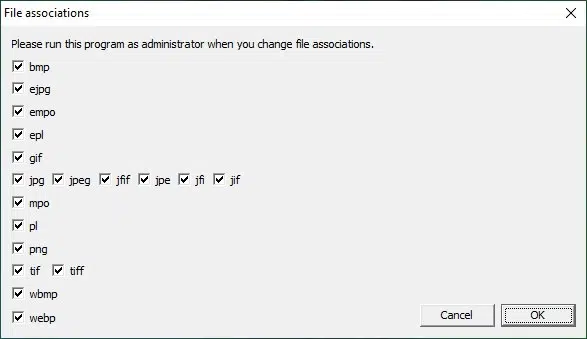 File associations
Please run this program as administrator when you change file associations.
bmp
ejpg
empo
epl
gif
jpg jpeg jfif jpe jfi jif
mpo
pl
png
tif tiff
wbmp
webp
Cancel OK